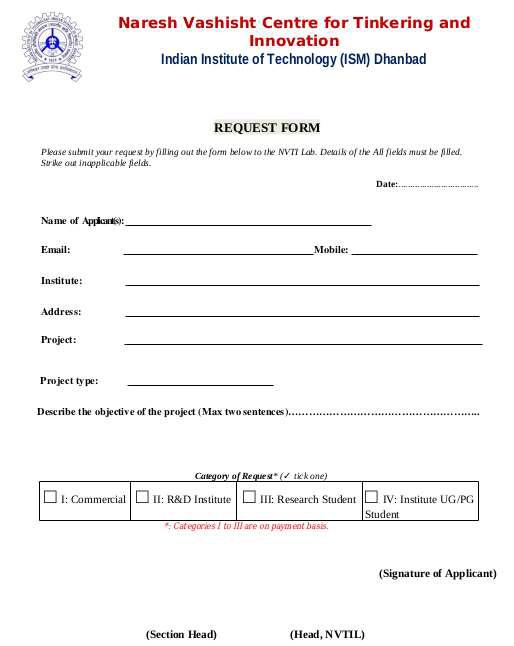 Naresh Vashisht Centre for Tinkering and
Innovation
Indian Institute of Technology (ISM) Dhanbad
REQUEST FORM
Please submit your request by filling out the form below to the NVTI Lab. Details of the All fields must be filled.
Strike out inapplicable fields.
Date:................................
Name of Applicant(s):
Email: Mobile:
Institute:
Address:
Project:
Project type:
Describe the objective of the project (Max two sentences)……………………………………………….
Category of Request* (✓ tick one)
☐ I: Commercial ☐ II: R&D Institute ☐ III: Research Student ☐ IV: Institute UG/PG
Student
*: Categories I to III are on payment basis.
(Signature of Applicant)
(Section Head) (Head, NVTIL)